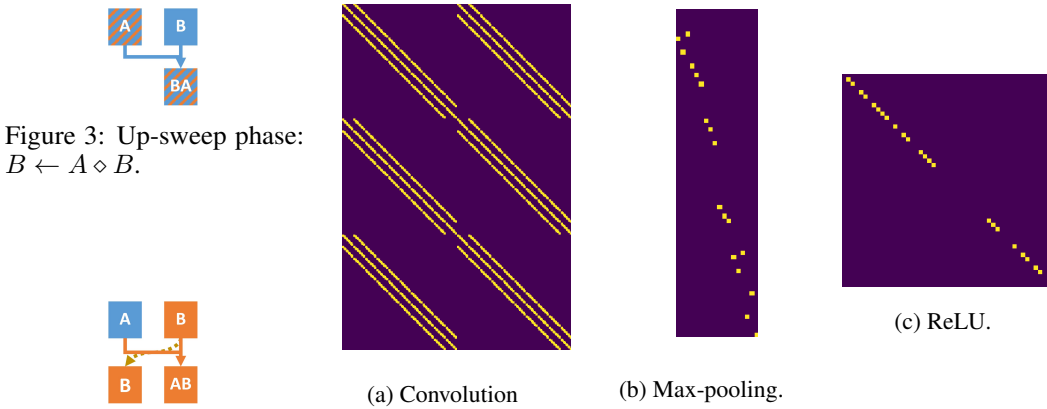 A B
BA
Figure 3: Up-sweep phase:
B ← A ⋄ B.
A B
B AB
(a) Convolution
(b) Max-pooling.
(c) ReLU.